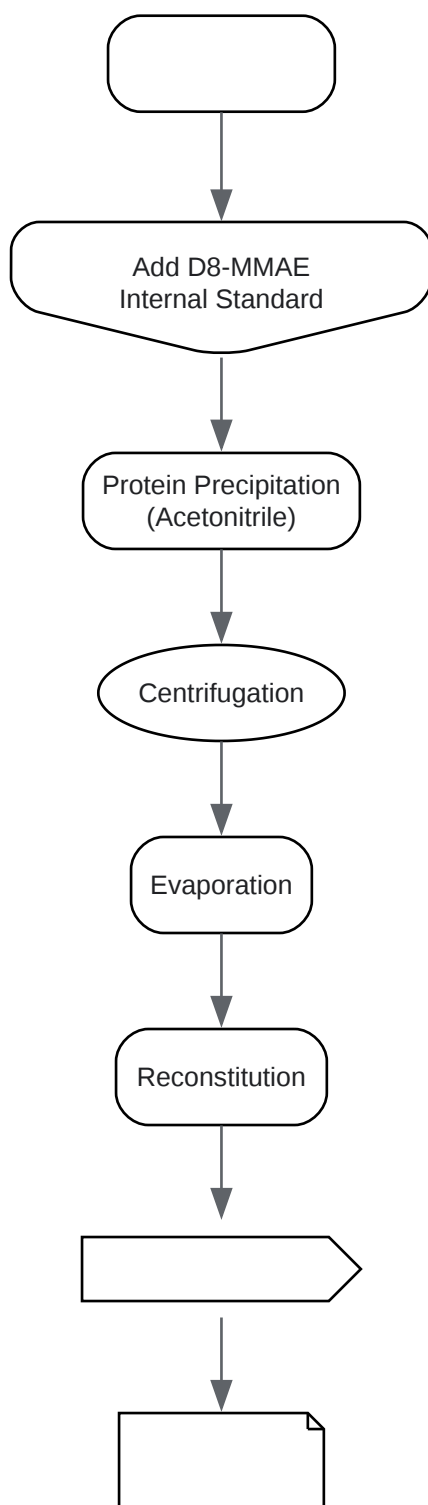 Add D8-MMAE
Internal Standard
Protein Precipitation
(Acetonitrile)
Centrifugation
Evaporation
Reconstitution